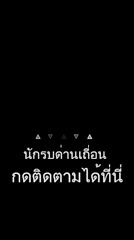 △ ▽ △ ▽ △
นักรบด่านเถื่อน
กดติดตามได้ที่นี่